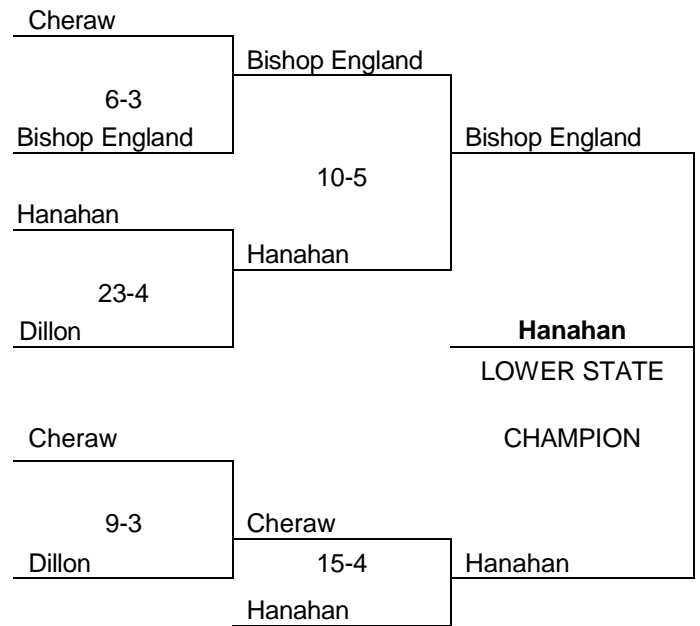 Cheraw
Bishop England
6-3
Bishop England
Bishop England
10-5
Hanahan
Hanahan
23-4
Dillon
Hanahan
LOWER STATE
Cheraw
CHAMPION
9-3
Cheraw
Dillon
15-4
Hanahan
Hanahan